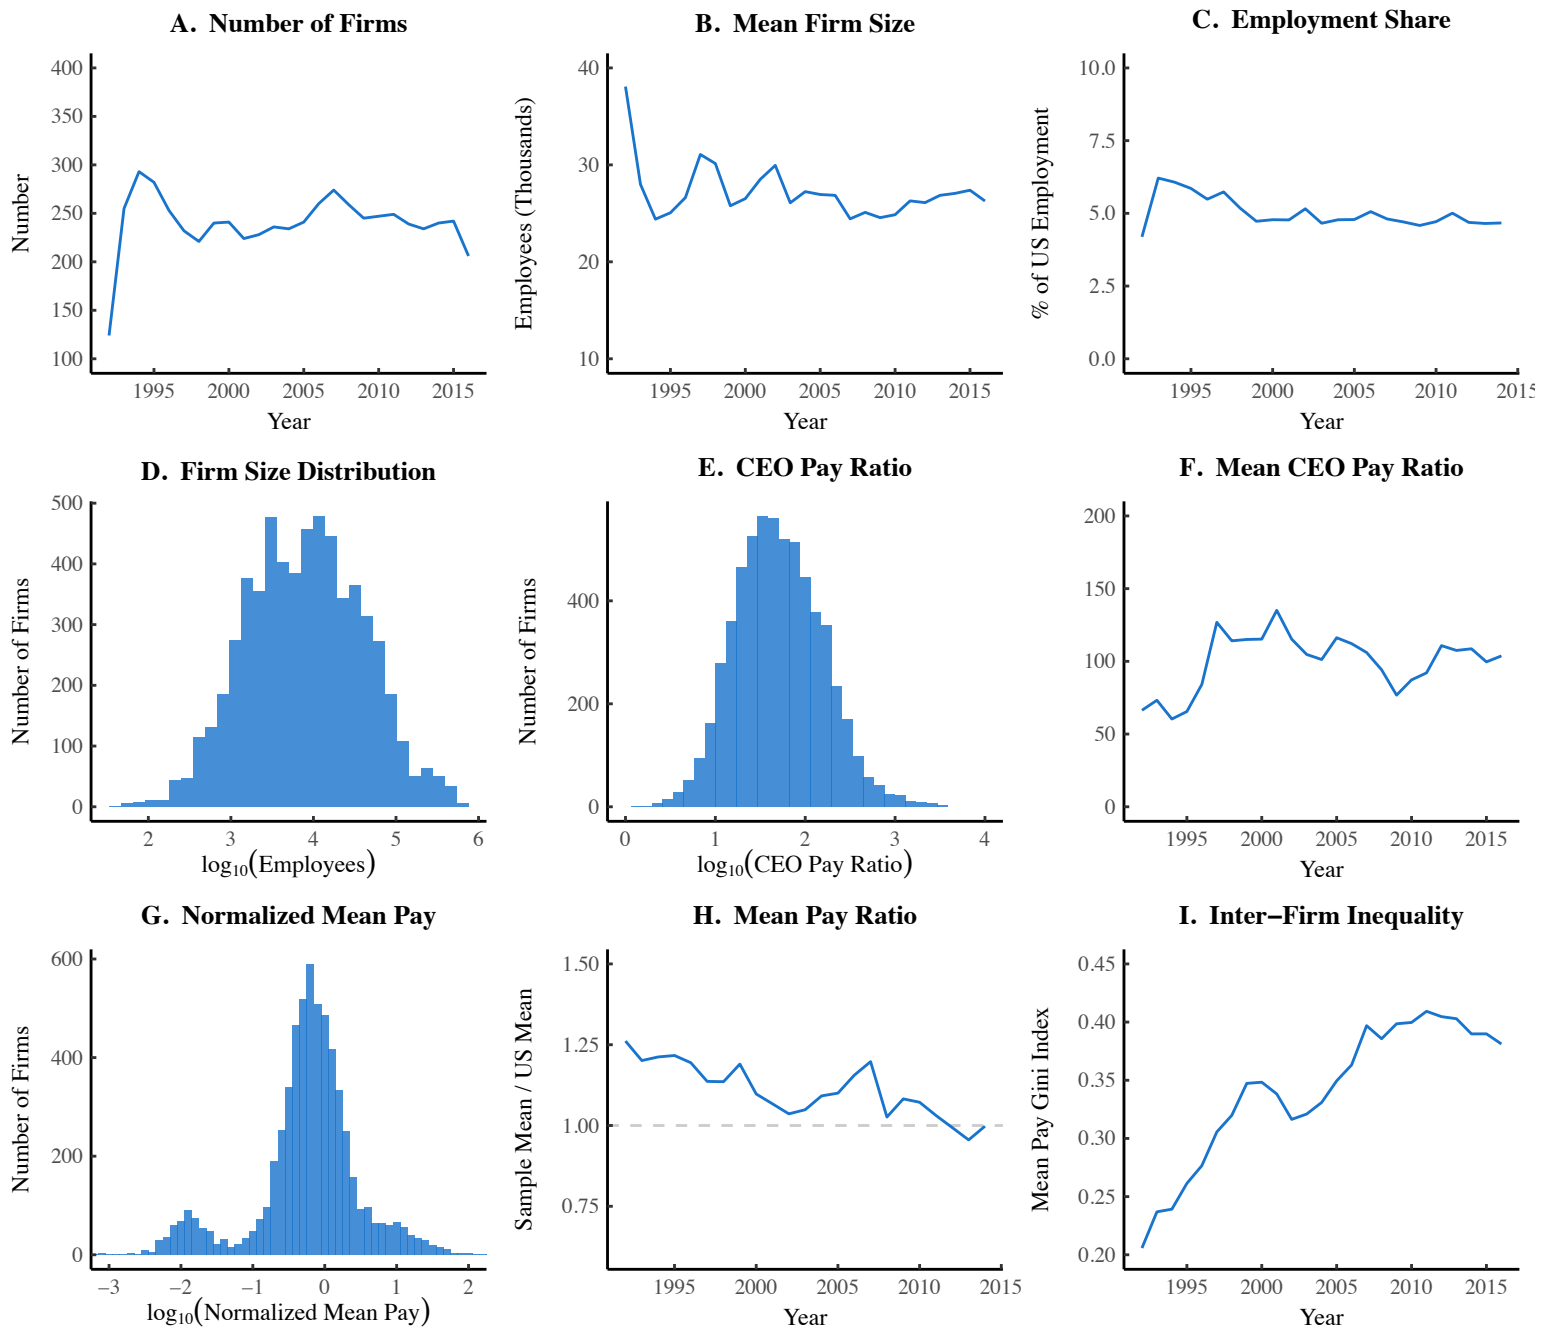 A. Number of Firms
400
350
300
250
200
150
100
Number
1995 2000 2005 2010 2015
Year
B. Mean Firm Size
40
30
20
10
Employees (Thousands)
1995 2000 2005 2010 2015
Year
C. Employment Share
10.0
7.5
5.0
2.5
0.0
% of US Employment
1995 2000 2005 2010 2015
Year
D. Firm Size Distribution
500
400
300
200
100
0
Number of Firms
2 3 4 5 6
log₁₀(Employees)
E. CEO Pay Ratio
400
200
0
Number of Firms
0 1 2 3 4
log₁₀(CEO Pay Ratio)
F. Mean CEO Pay Ratio
200
150
100
50
0
1995 2000 2005 2010 2015
Year
G. Normalized Mean Pay
600
400
200
0
Number of Firms
−3 −2 −1 0 1 2
log₁₀(Normalized Mean Pay)
H. Mean Pay Ratio
1.50
1.25
1.00
0.75
Sample Mean / US Mean
1995 2000 2005 2010 2015
Year
I. Inter−Firm Inequality
0.45
0.40
0.35
0.30
0.25
0.20
Mean Pay Gini Index
1995 2000 2005 2010 2015
Year